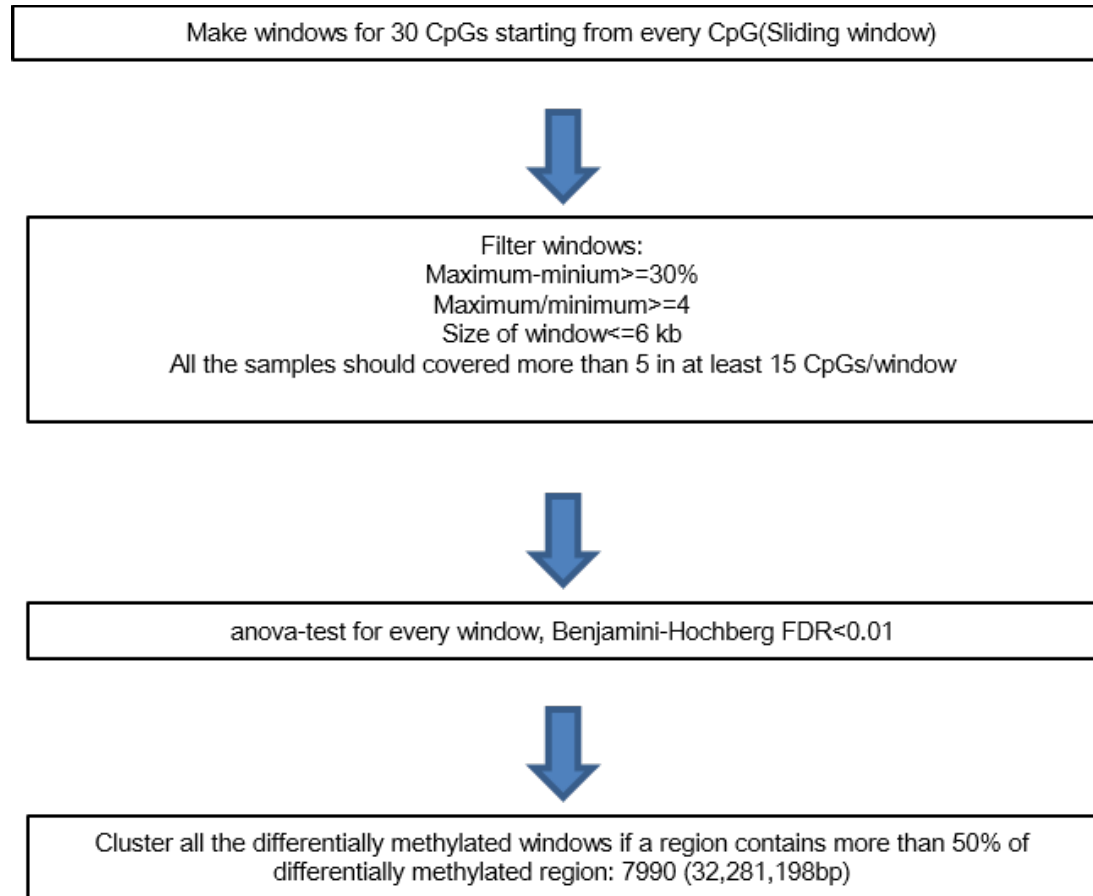 Make windows for 30 CpGs starting from every CpG(Sliding window)
Filter windows:
Maximum-minium>=30%
Maximum/minimum>=4
Size of window<=6 kb
All the samples should covered more than 5 in at least 15 CpGs/window
anova-test for every window, Benjamini-Hochberg FDR<0.01
Cluster all the differentially methylated windows if a region contains more than 50% of
differentially methylated region: 7990 (32,281,198bp)